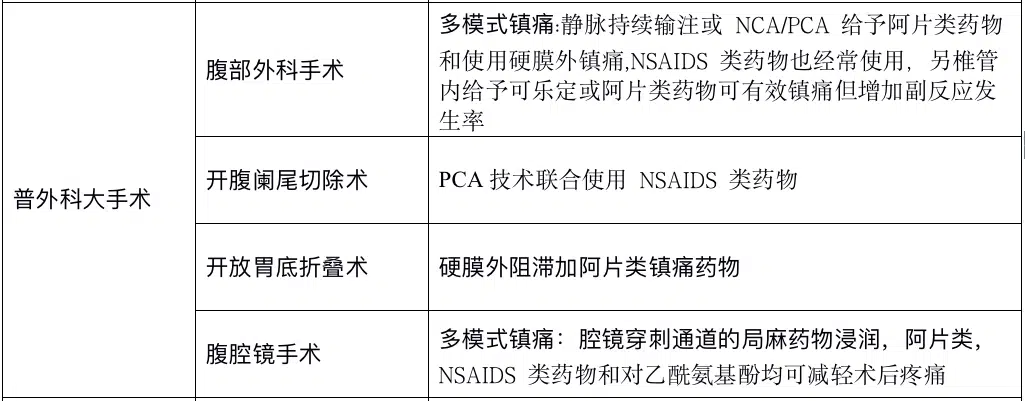 普外科大手术
腹部外科手术
多模式镇痛:静脉持续输注或 NCA/PCA 给予阿片类药物
和使用硬膜外镇痛,NSAIDS 类药物也经常使用，另椎管
内给予可乐定或阿片类药物可有效镇痛但增加副反应发
生率
开腹阑尾切除术
PCA 技术联合使用 NSAIDS 类药物
开放胃底折叠术
硬膜外阻滞加阿片类镇痛药物
腹腔镜手术
多模式镇痛：腔镜穿刺通道的局麻药物浸润，阿片类，
NSAIDS 类药物和对乙酰氨基酚均可减轻术后疼痛